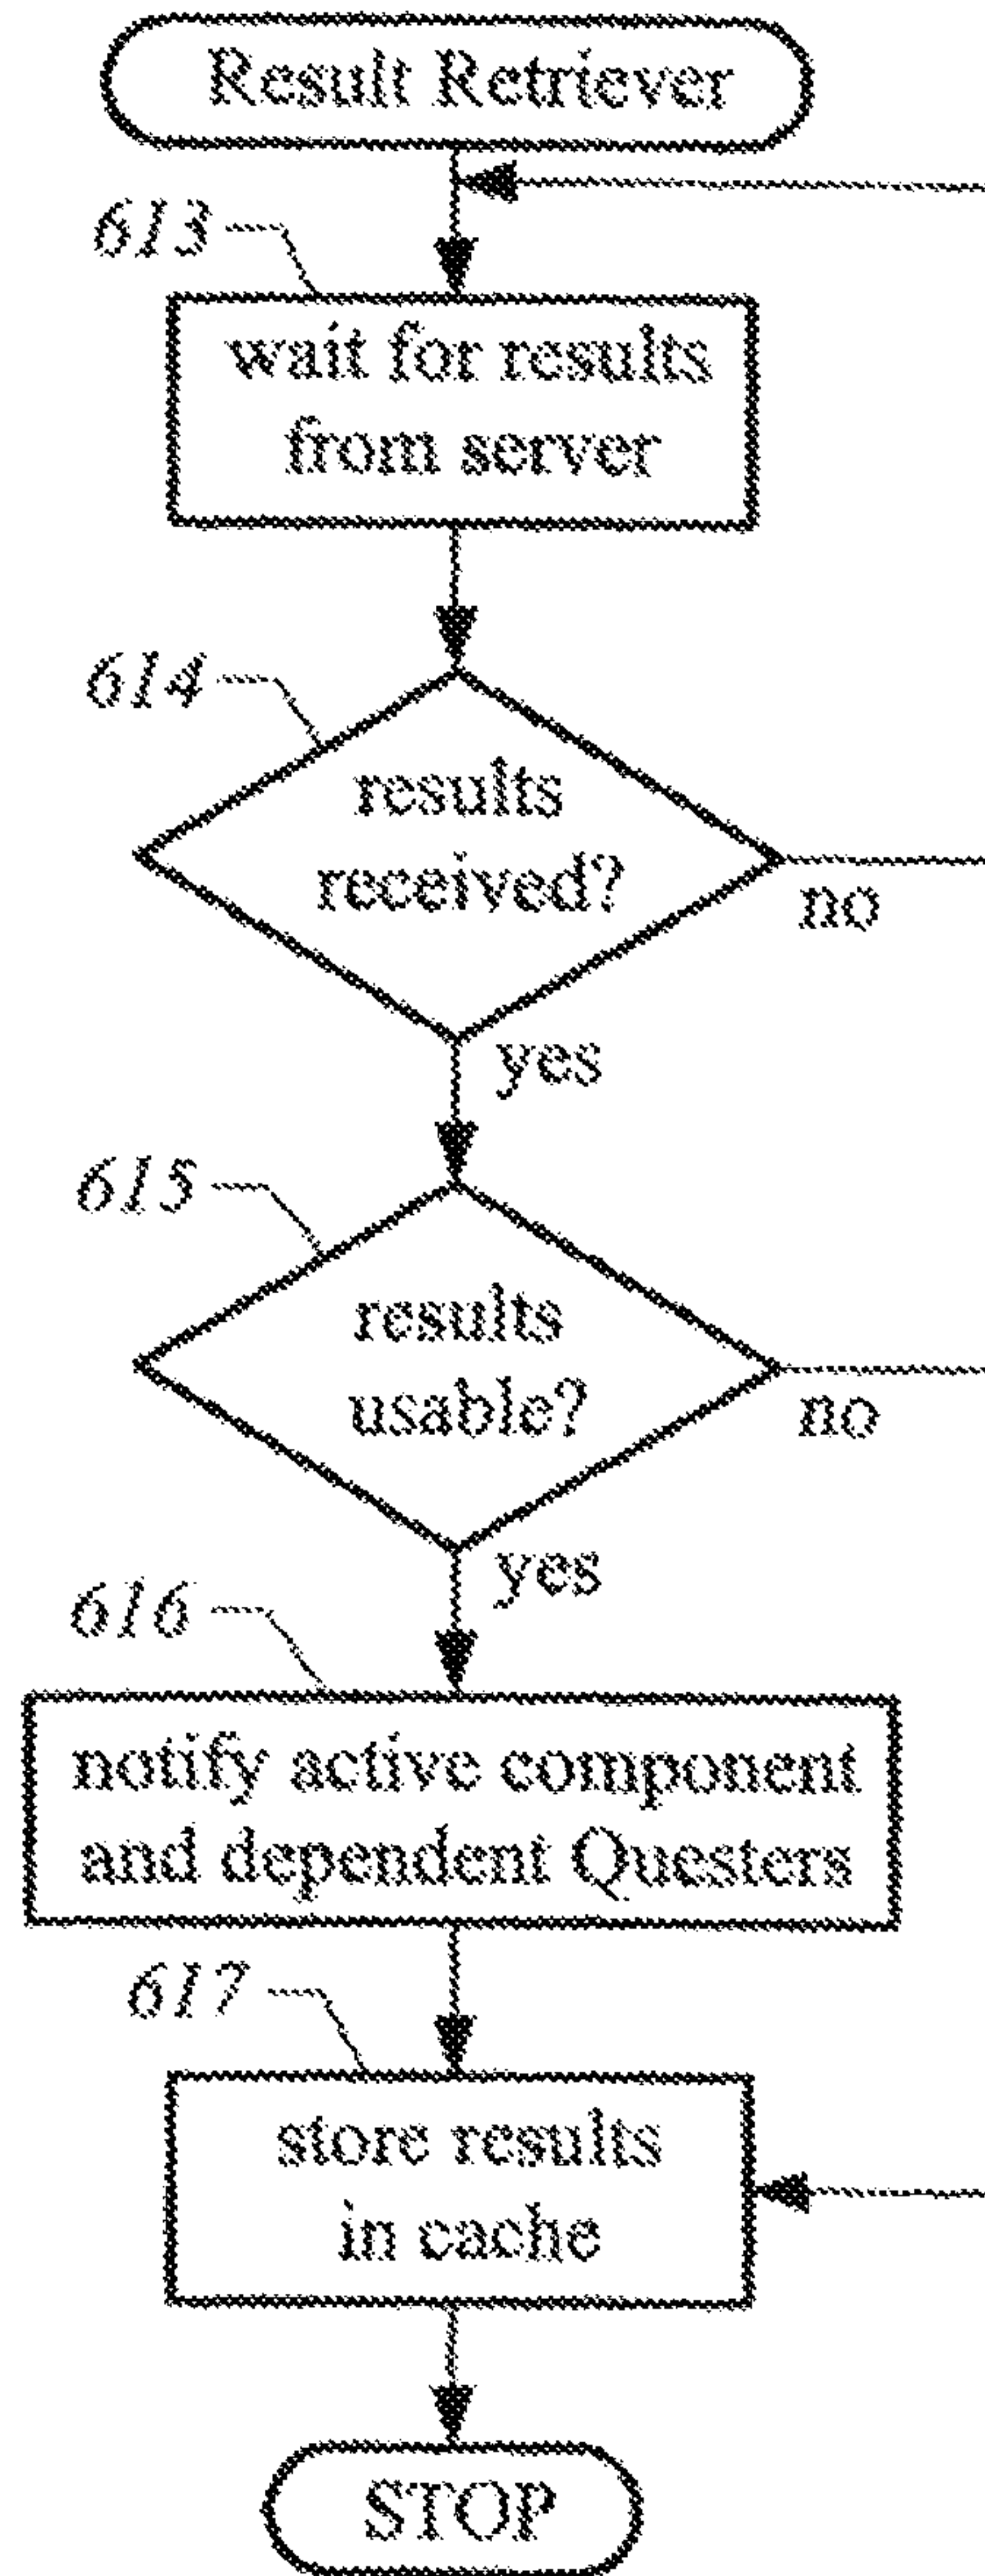 Result Retriever
613
wait for results
from server
614
results
received?
no
yes
615
results
usable?
no
yes
616
notify active component
and dependent Questers
617
store results
in cache
STOP